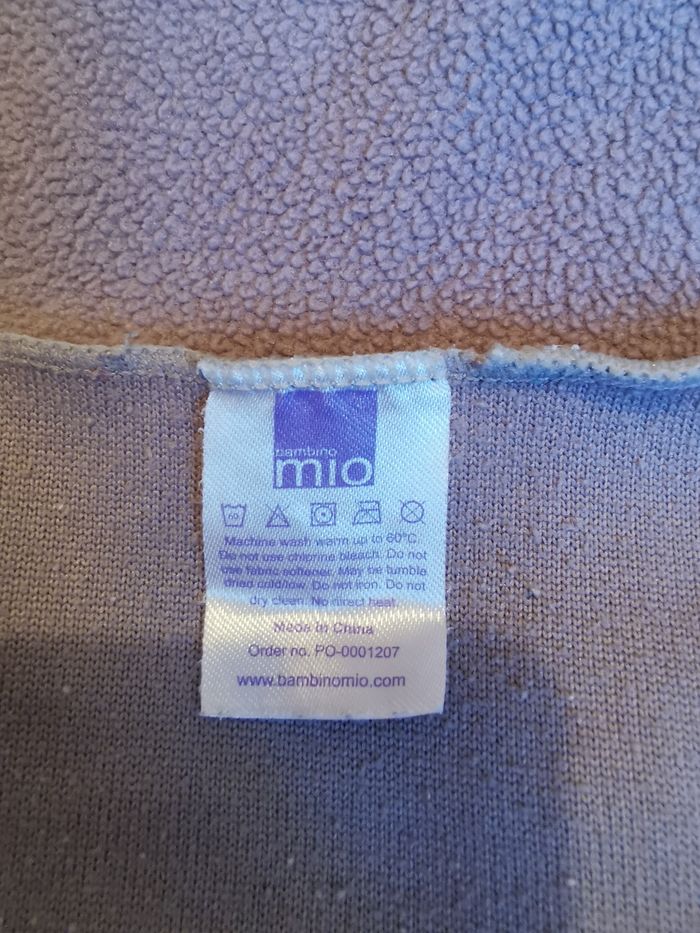 bambino
mio
60
Machine wash warm up to 60°C.
Do not use chlorine bleach. Do not
use fabric softener. May be tumble
dried cold/low. Do not iron. Do not
dry clean. No direct heat.
Made in China
Order no. PO-0001207
www.bambinomio.com